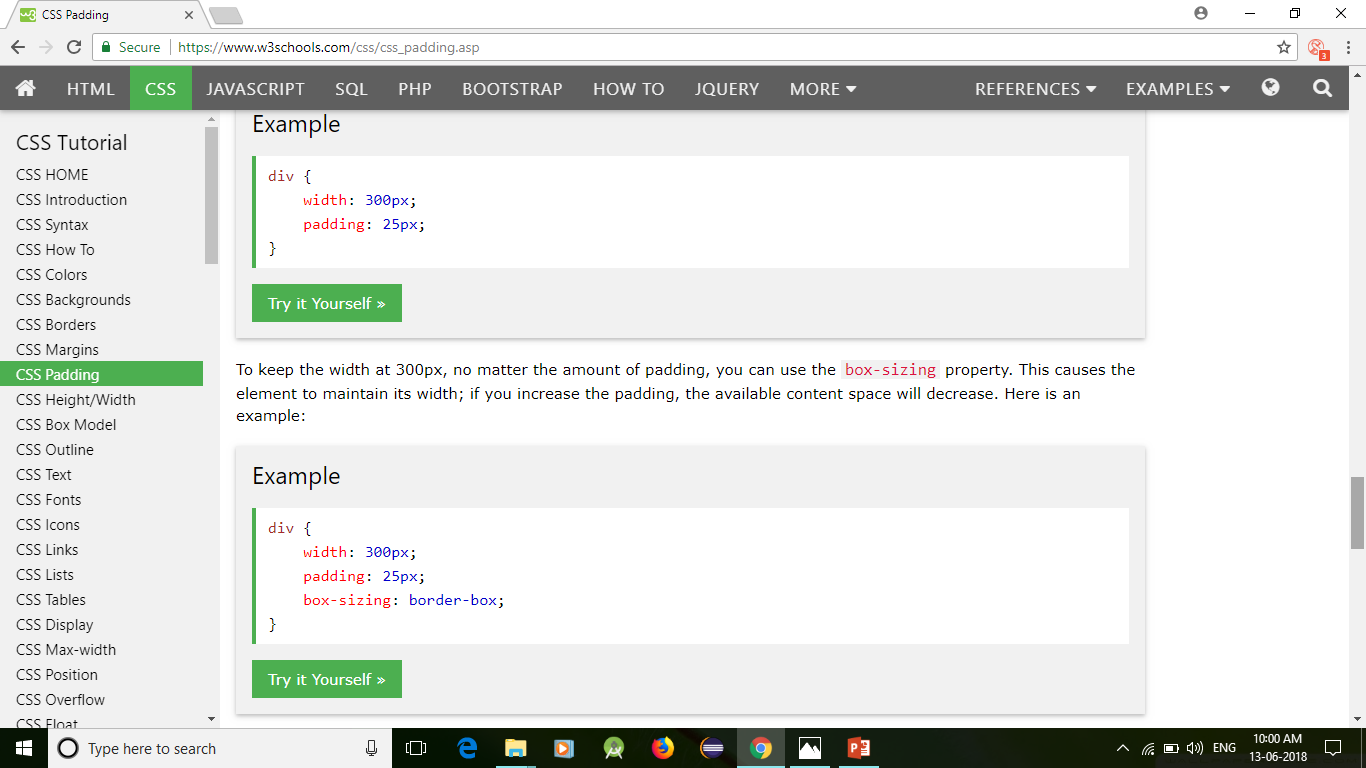 CSS Padding
Secure https://www.w3schools.com/css/css_padding.asp
3
HTML CSS JAVASCRIPT SQL PHP BOOTSTRAP HOW TO JQUERY MORE REFERENCES EXAMPLES
CSS Tutorial
CSS HOME
CSS Introduction
CSS Syntax
CSS How To
CSS Colors
CSS Backgrounds
CSS Borders
CSS Margins
CSS Padding
CSS Height/Width
CSS Box Model
CSS Outline
CSS Text
CSS Fonts
CSS Icons
CSS Links
CSS Lists
CSS Tables
CSS Display
CSS Max-width
CSS Position
CSS Overflow
CSS Float
Example
div {
    width: 300px;
    padding: 25px;
}
Try it Yourself »
To keep the width at 300px, no matter the amount of padding, you can use the box-sizing property. This causes the
element to maintain its width; if you increase the padding, the available content space will decrease. Here is an
example:
Example
div {
    width: 300px;
    padding: 25px;
    box-sizing: border-box;
}
Try it Yourself »
Type here to search
ENG
10:00 AM
13-06-2018